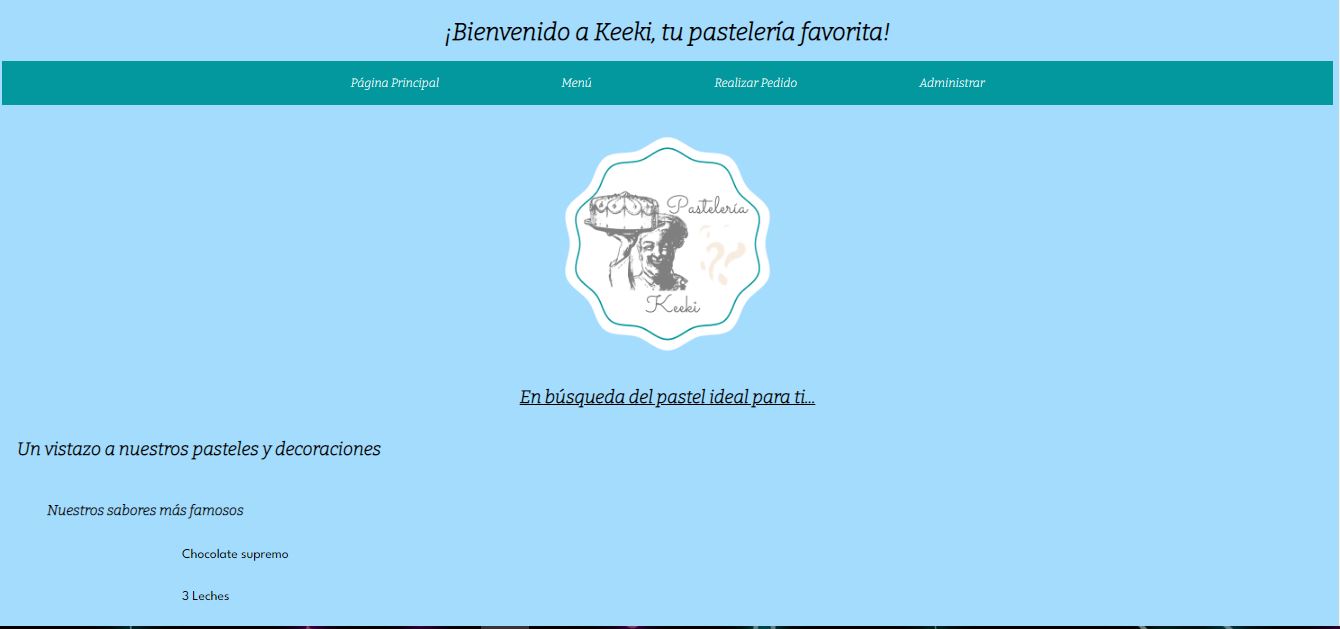 ¡Bienvenido a Keeki, tu pastelería favorita!
Página Principal Menú Realizar Pedido Administrar
Pastelería
Keeki
En búsqueda del pastel ideal para ti...
Un vistazo a nuestros pasteles y decoraciones
Nuestros sabores más famosos
Chocolate supremo
3 Leches